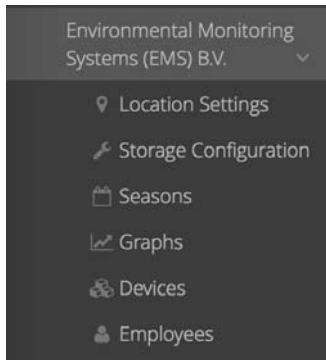 Environmental Monitoring
Systems (EMS) B.V.
Location Settings
Storage Configuration
Seasons
Graphs
Devices
Employees